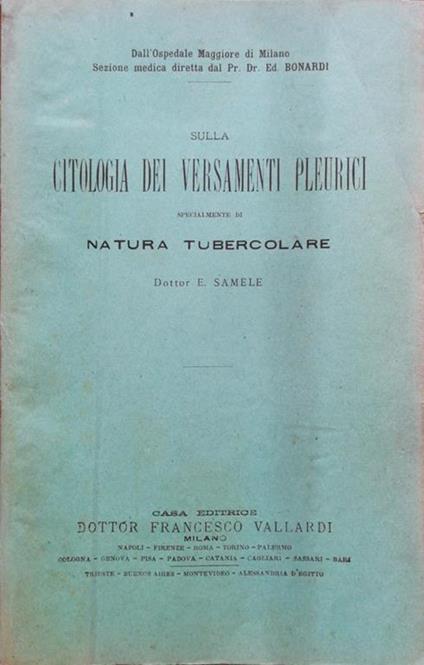 Dall'Ospedale Maggiore di Milano
Sezione medica diretta dal Pr. Dr. Ed. BONARDI
SULLA
CITOLOGIA DEI VERSAMENTI PLEURICI
SPECIALMENTE DI
NATURA TUBERCOLARE
Dottor E. SAMELE
CASA EDITRICE
DOTTOR FRANCESCO VALLARDI
MILANO
NAPOLI - FIRENZE - ROMA - TORINO - PALERMO
BOLOGNA - GENOVA - PISA - PADOVA - CATANIA - CAGLIARI - SASSARI - BARI
TRIESTE - BUENOS AIRES - MONTEVIDEO - ALESSANDRIA D'EGITTO